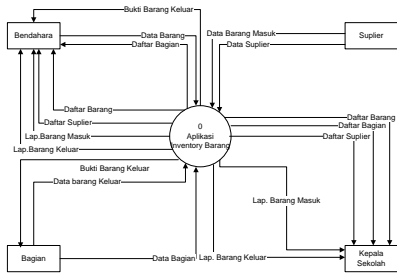 Bukti Barang Keluar
Bendahara
Data Barang
Daftar Bagian
Data Barang Masuk
Data Suplier
Suplier
Daftar Barang
Daftar Suplier
Lap.Barang Masuk
Lap.Barang Keluar
0
Aplikasi
Inventory Barang
Daftar Barang
Daftar Bagian
Daftar Suplier
Bukti Barang Keluar
Data barang Keluar
Lap. Barang Masuk
Bagian
Data Bagian
Lap. Barang Keluar
Kepala
Sekolah